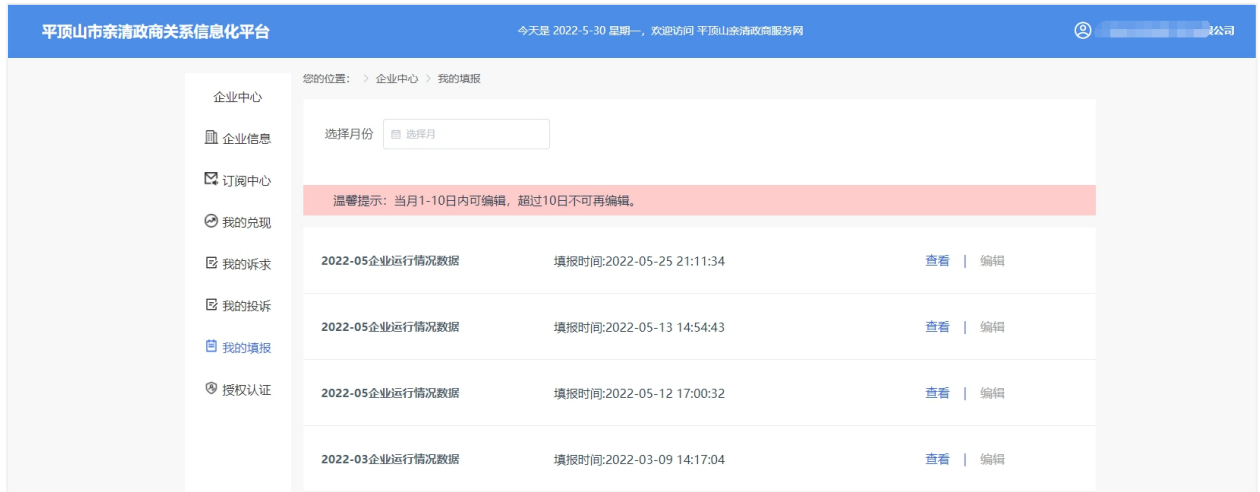 平顶山市亲清政商关系信息化平台
今天是 2022-5-30 星期一，欢迎访问 平顶山亲清政商服务网
限公司
您的位置： > 企业中心 > 我的填报
企业中心
企业信息
订阅中心
我的兑现
我的诉求
我的投诉
我的填报
授权认证
选择月份 选择月
温馨提示：当月1-10日内可编辑，超过10日不可再编辑。
2022-05企业运行情况数据 填报时间:2022-05-25 21:11:34 查看 | 编辑
2022-05企业运行情况数据 填报时间:2022-05-13 14:54:43 查看 | 编辑
2022-05企业运行情况数据 填报时间:2022-05-12 17:00:32 查看 | 编辑
2022-03企业运行情况数据 填报时间:2022-03-09 14:17:04 查看 | 编辑